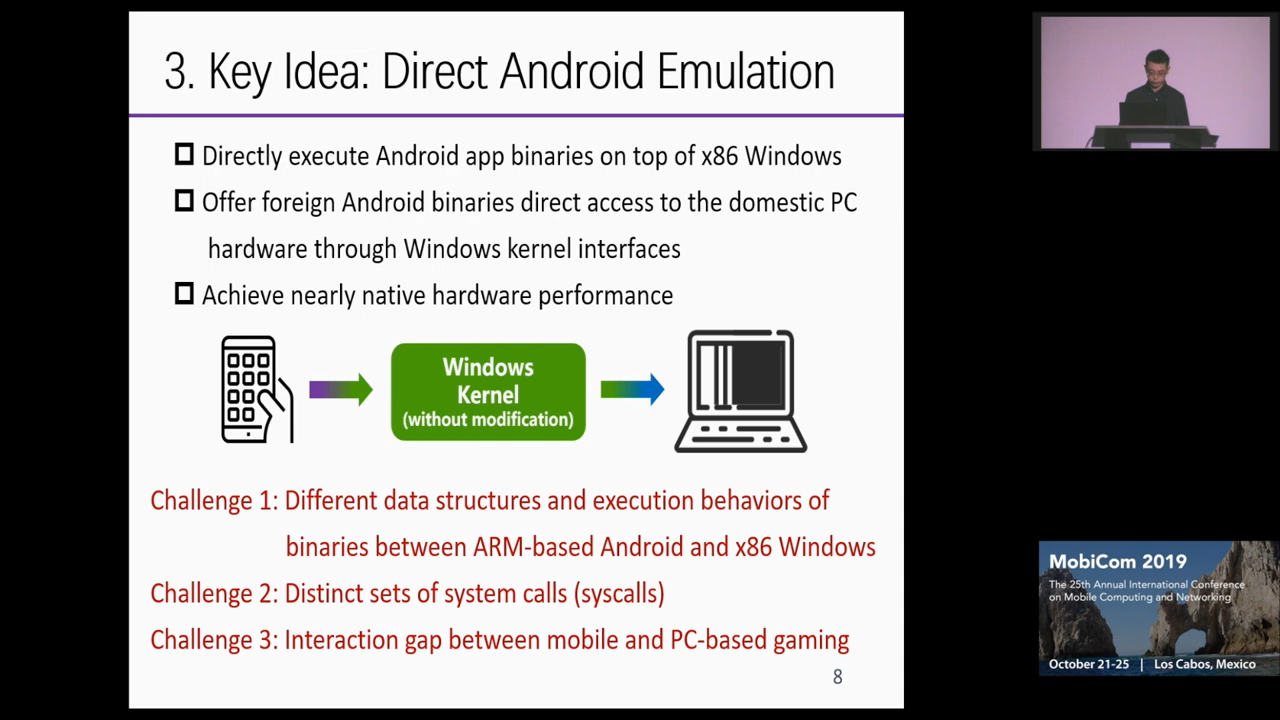 3. Key Idea: Direct Android Emulation
Directly execute Android app binaries on top of x86 Windows
Offer foreign Android binaries direct access to the domestic PC
hardware through Windows kernel interfaces
Achieve nearly native hardware performance
Windows
Kernel
(without modification)
Challenge 1: Different data structures and execution behaviors of
binaries between ARM-based Android and x86 Windows
Challenge 2: Distinct sets of system calls (syscalls)
Challenge 3: Interaction gap between mobile and PC-based gaming
8
MobiCom 2019
The 25th Annual International Conference
on Mobile Computing and Networking
October 21-25 | Los Cabos, Mexico